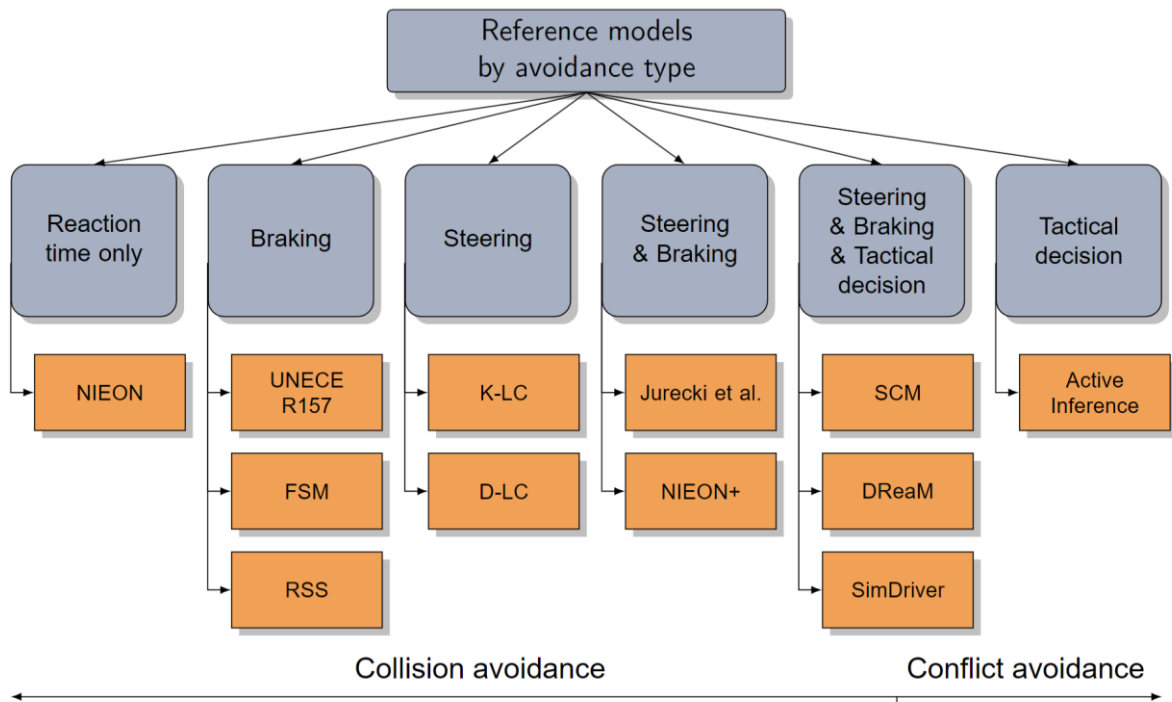 Reference models
by avoidance type
Reaction
time only
Braking
Steering
Steering
& Braking
Steering
& Braking
& Tactical
decision
Tactical
decision
NIEON
UNECE
R157
K-LC
Jurecki et al.
SCM
Active
Inference
FSM
D-LC
NIEON+
DReaM
RSS
SimDriver
Collision avoidance
Conflict avoidance